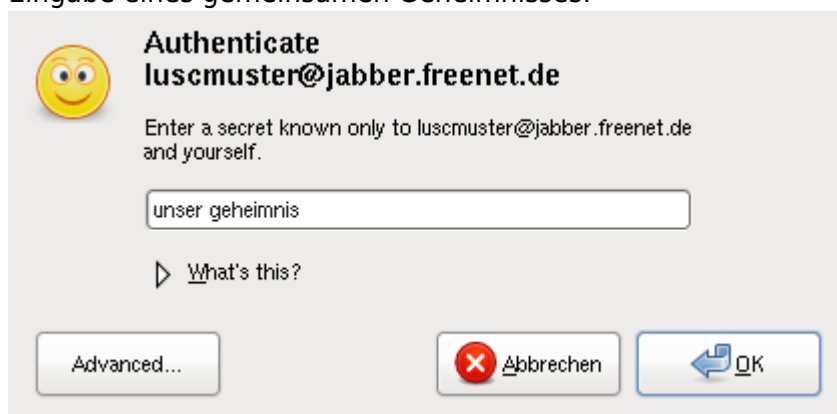 Eingabe eines gemeinsamen Geheimnisses:
Authenticate
luscmuster@jabber.freenet.de
Enter a secret known only to luscmuster@jabber.freenet.de
and yourself.
unser geheimnis
What's this?
Advanced...
Abbrechen
OK